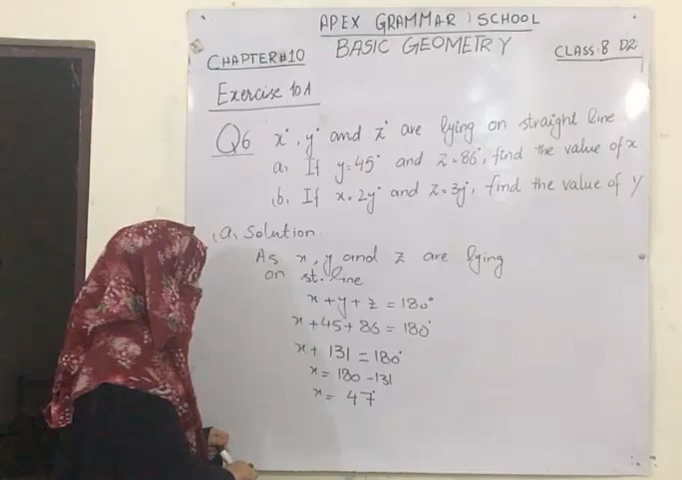 APEX GRAMMAR SCHOOL
BASIC GEOMETRY
CHAPTER#10
CLASS:8 D2
Exercise 10A
Q6 x°, y° and z° are lying on straight line
a. If y=45° and z=86°, find the value of x
b. If x=2y° and z=3y°, find the value of y
a. Solution
As x, y and z are lying
on st. line
x+y+z=180°
x+45+86=180°
x+131=180°
x=180-131
x=47